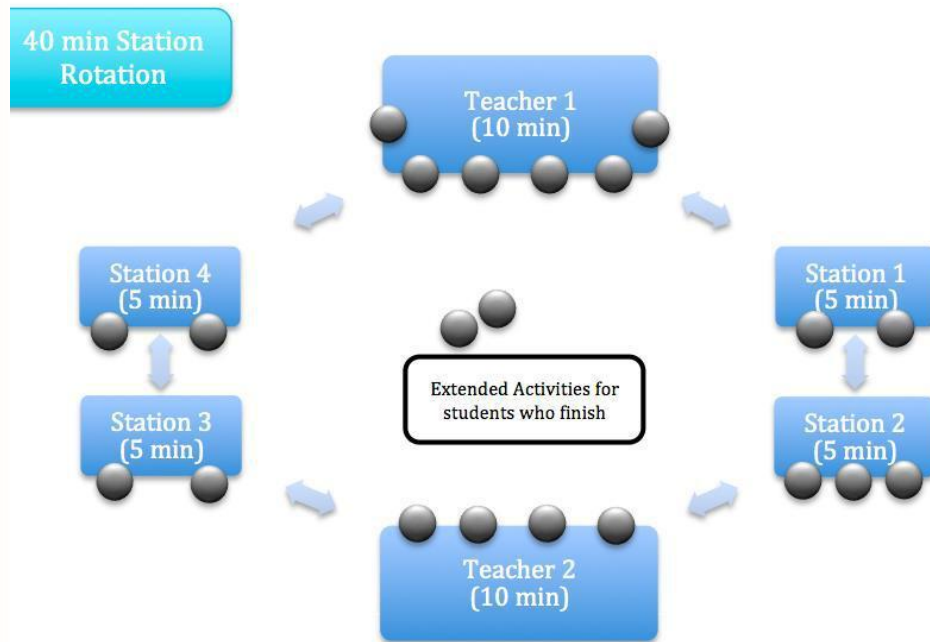 40 min Station
Rotation
Teacher 1
(10 min)
Station 4
(5 min)
Station 1
(5 min)
Extended Activities for
students who finish
Station 3
(5 min)
Station 2
(5 min)
Teacher 2
(10 min)